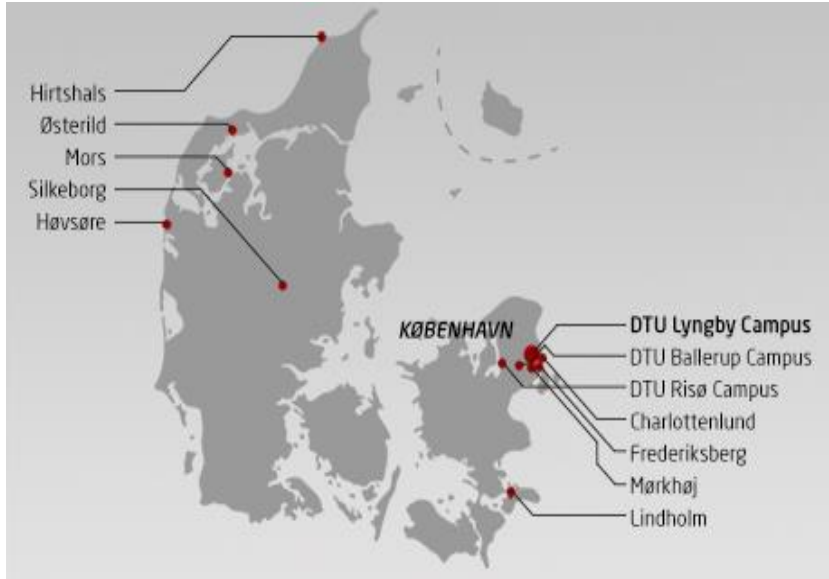 Hirtshals
Østerild
Mors
Silkeborg
Høvsøre
KØBENHAVN
DTU Lyngby Campus
DTU Ballerup Campus
DTU Risø Campus
Charlottenlund
Frederiksberg
Mørkhøj
Lindholm